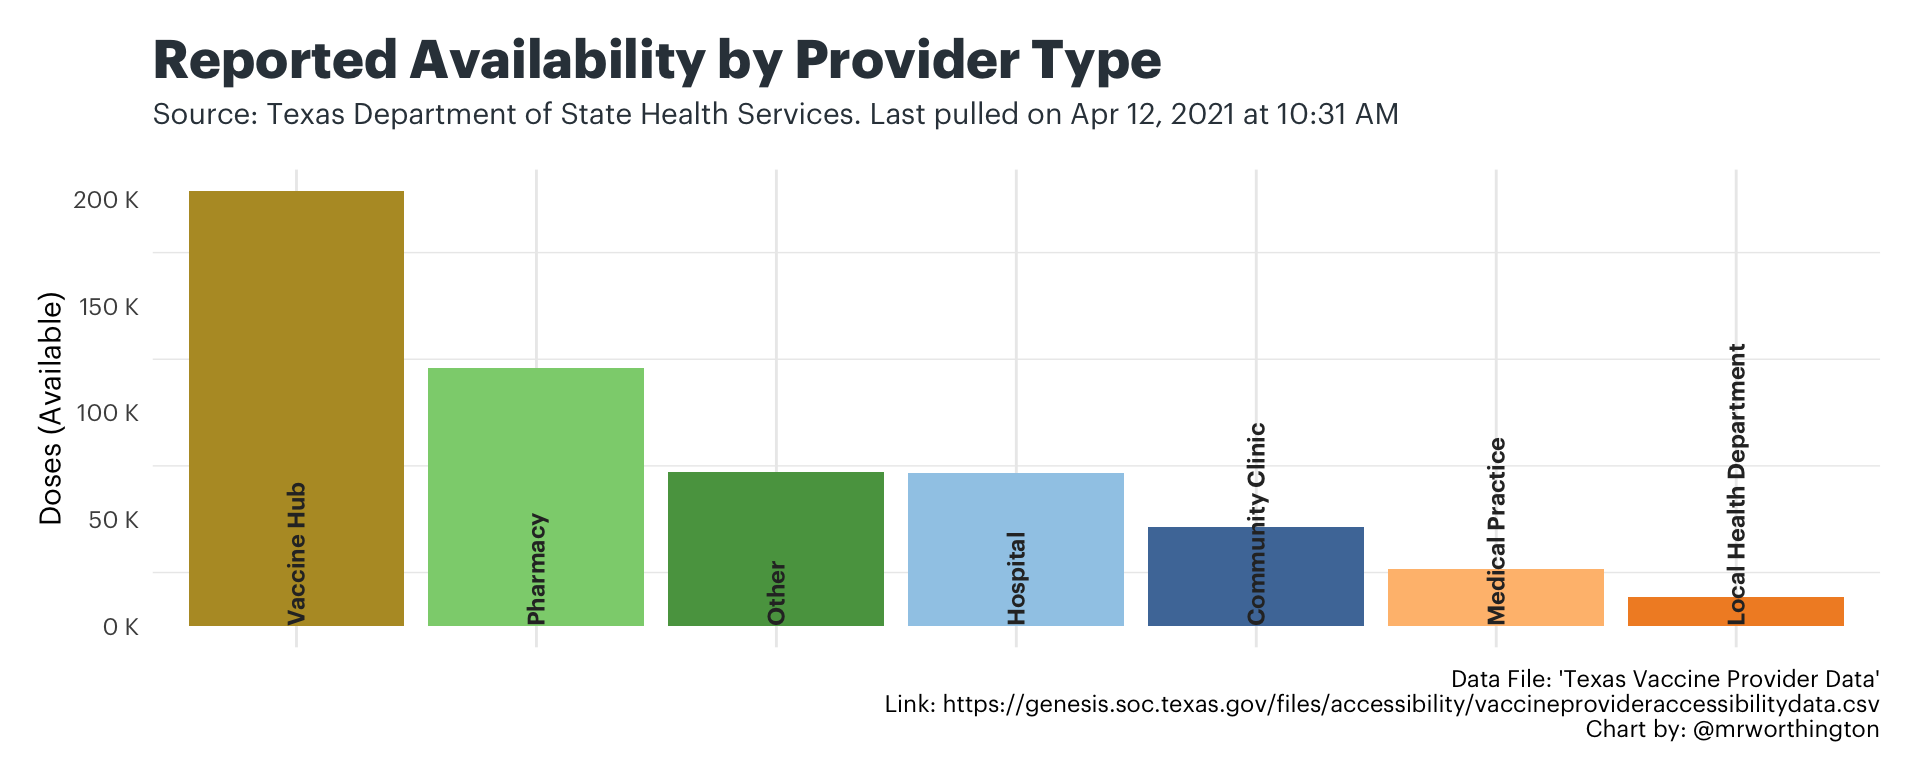 Reported Availability by Provider Type
Source: Texas Department of State Health Services. Last pulled on Apr 12, 2021 at 10:31 AM
Doses (Available)
200 K
150 K
100 K
50 K
0 K
Vaccine Hub
Pharmacy
Other
Hospital
Community Clinic
Medical Practice
Local Health Department
Data File: 'Texas Vaccine Provider Data'
Link: https://genesis.soc.texas.gov/files/accessibility/vaccineprovideraccessibilitydata.csv
Chart by: @mrworthington